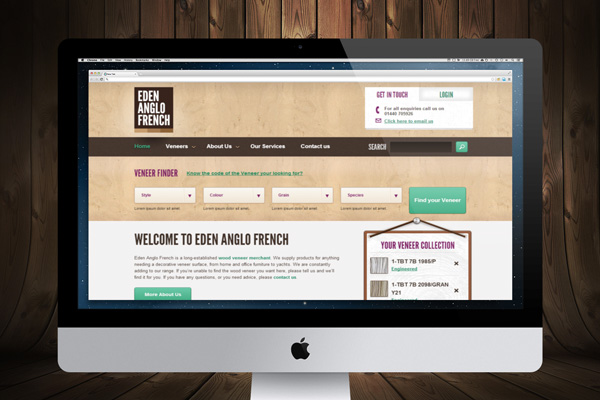 EDEN
ANGLO
FRENCH
GET IN TOUCH
LOGIN
For all enquiries call us on
01440 705026
Click here to email us
Home
Veneers
About Us
Our Services
Contact us
SEARCH
VENEER FINDER
Know the code of the Veneer your looking for?
Style
Colour
Grain
Species
Find your Veneer
Lorem ipsum dolor sit amet
Lorem ipsum dolor sit amet
Lorem ipsum dolor sit amet
Lorem ipsum dolor sit amet
WELCOME TO EDEN ANGLO FRENCH
Eden Anglo French is a long-established wood veneer merchant. We supply products for anything
needing a decorative veneer surface, from home and office furniture to yachts. We are constantly
adding to our range. If you're unable to find the wood veneer you want here, please tell us and we'll
find it for you. If you have any questions, or you need advice, please contact us.
More About Us
YOUR VENEER COLLECTION
1-TBT 7B 1985/P
Engineered
1-TBT 7B 2098/GRAN
Y21